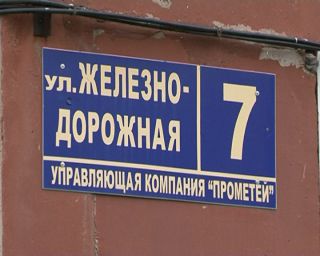 ул. ЖЕЛЕЗНО-
ДОРОЖНАЯ
7
УПРАВЛЯЮЩАЯ КОМПАНИЯ "ПРОМЕТЕЙ"